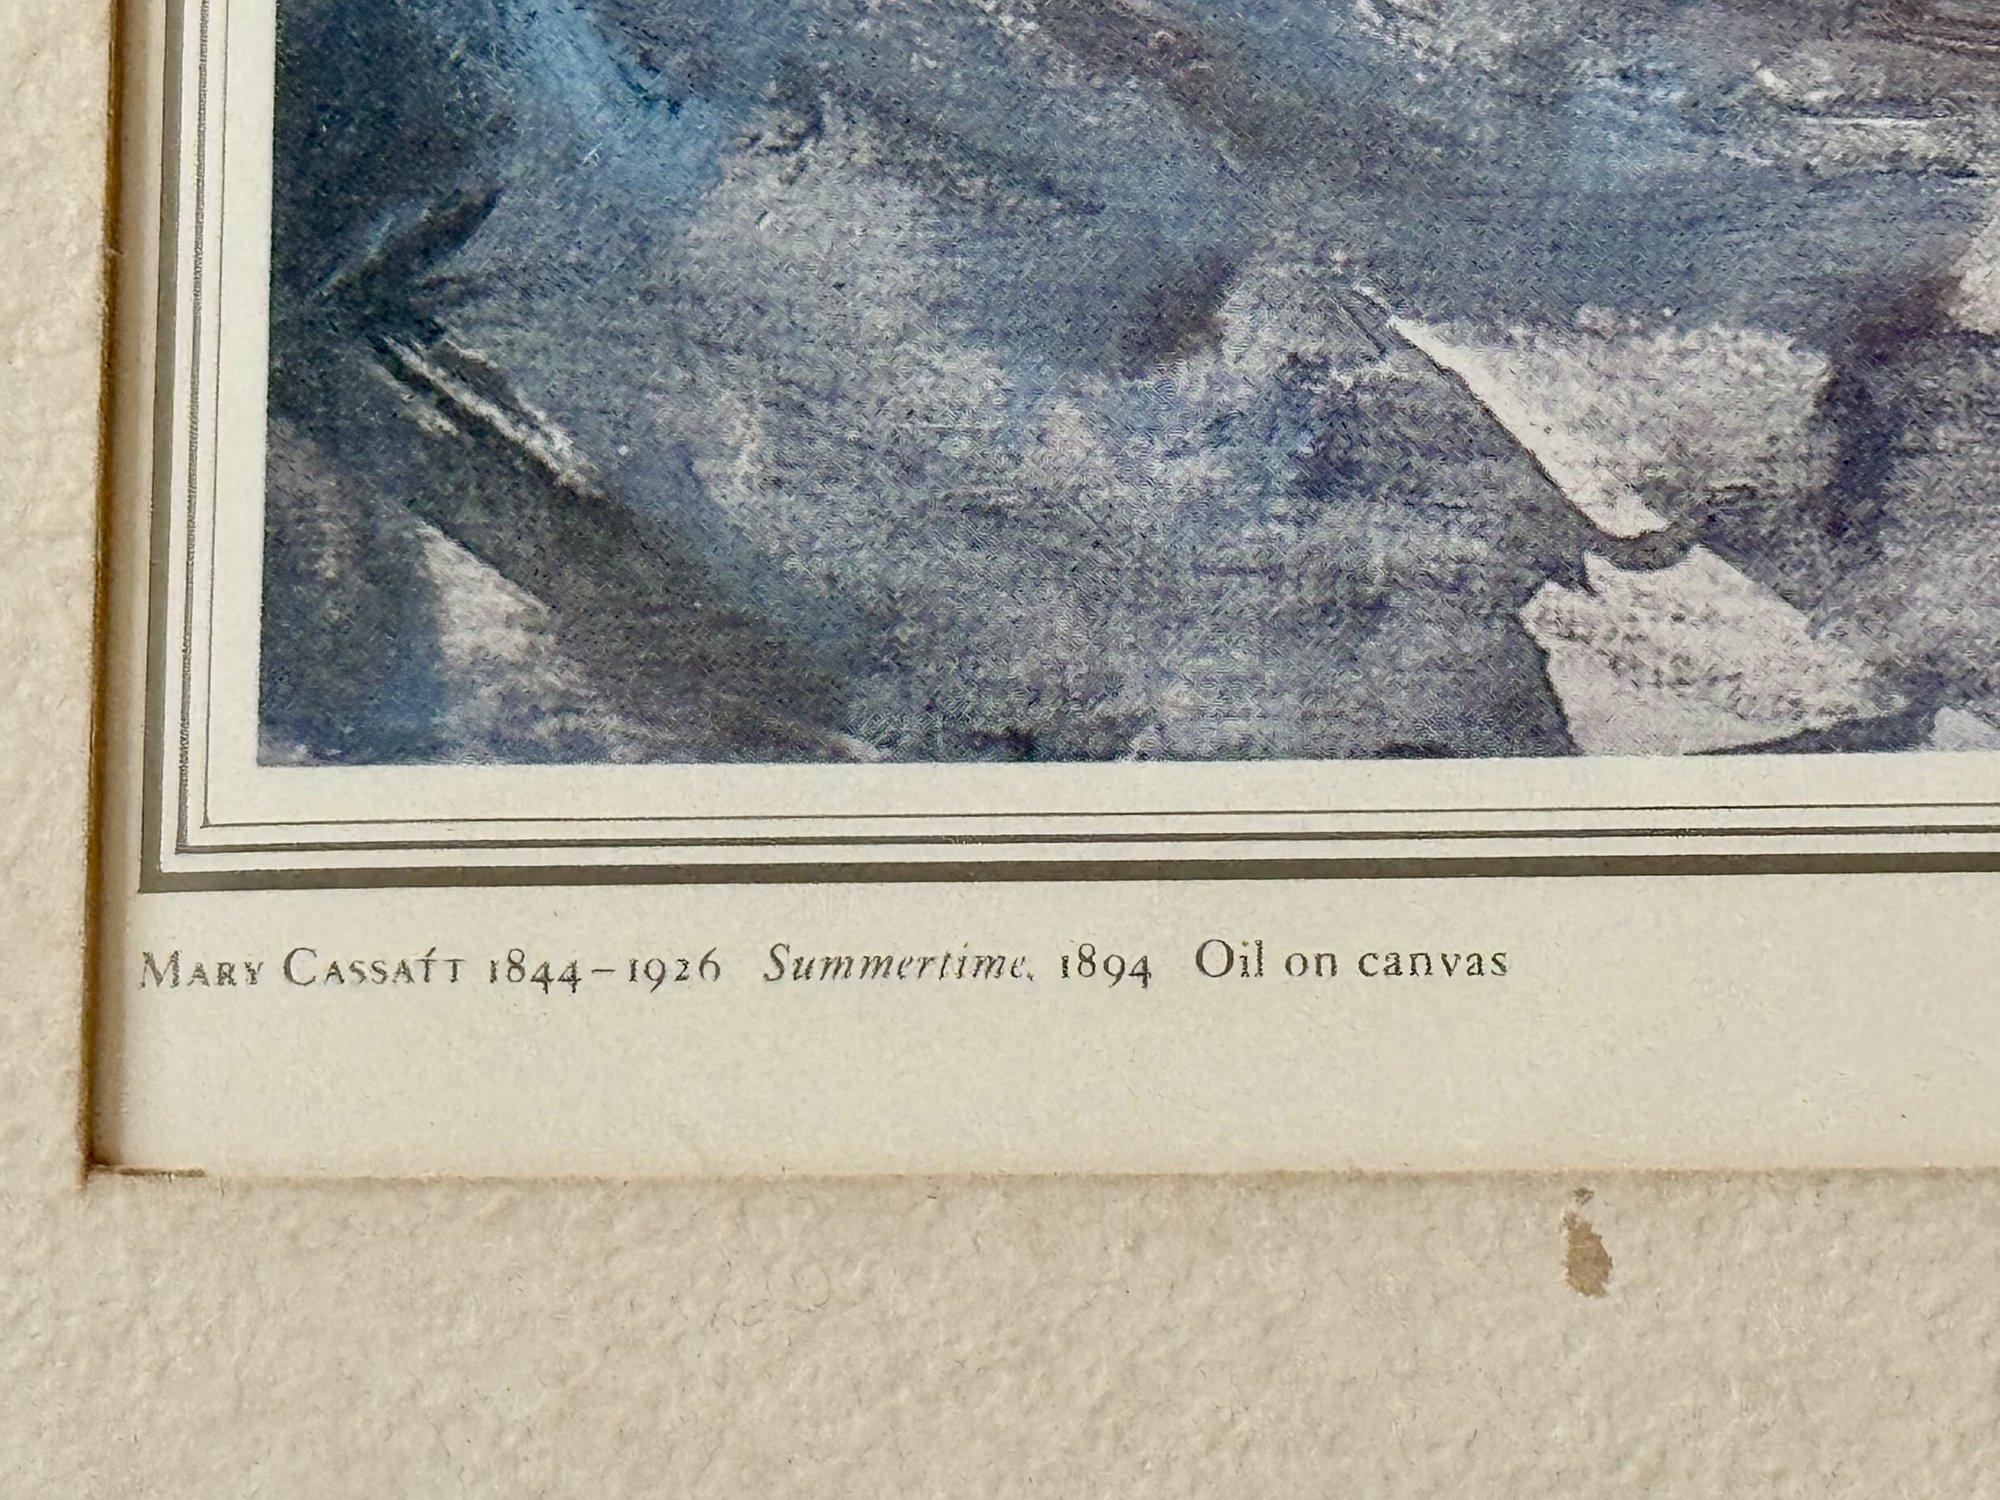 MARY CASSATT 1844–1926 Summertime, 1894 Oil on canvas